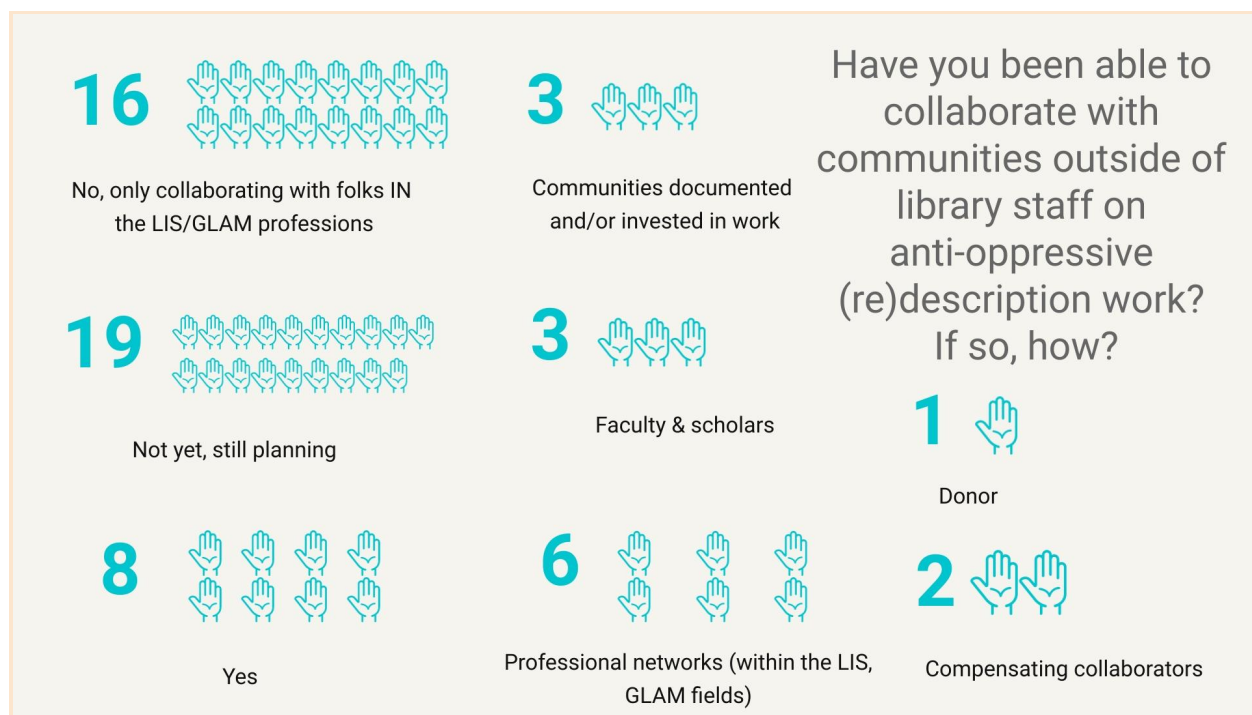 Have you been able to
collaborate with
communities outside of
library staff on
anti-oppressive
(re)description work?
If so, how?
16
No, only collaborating with folks IN
the LIS/GLAM professions
19
Not yet, still planning
8
Yes
3
Communities documented
and/or invested in work
3
Faculty & scholars
6
Professional networks (within the LIS,
GLAM fields)
1
Donor
2
Compensating collaborators